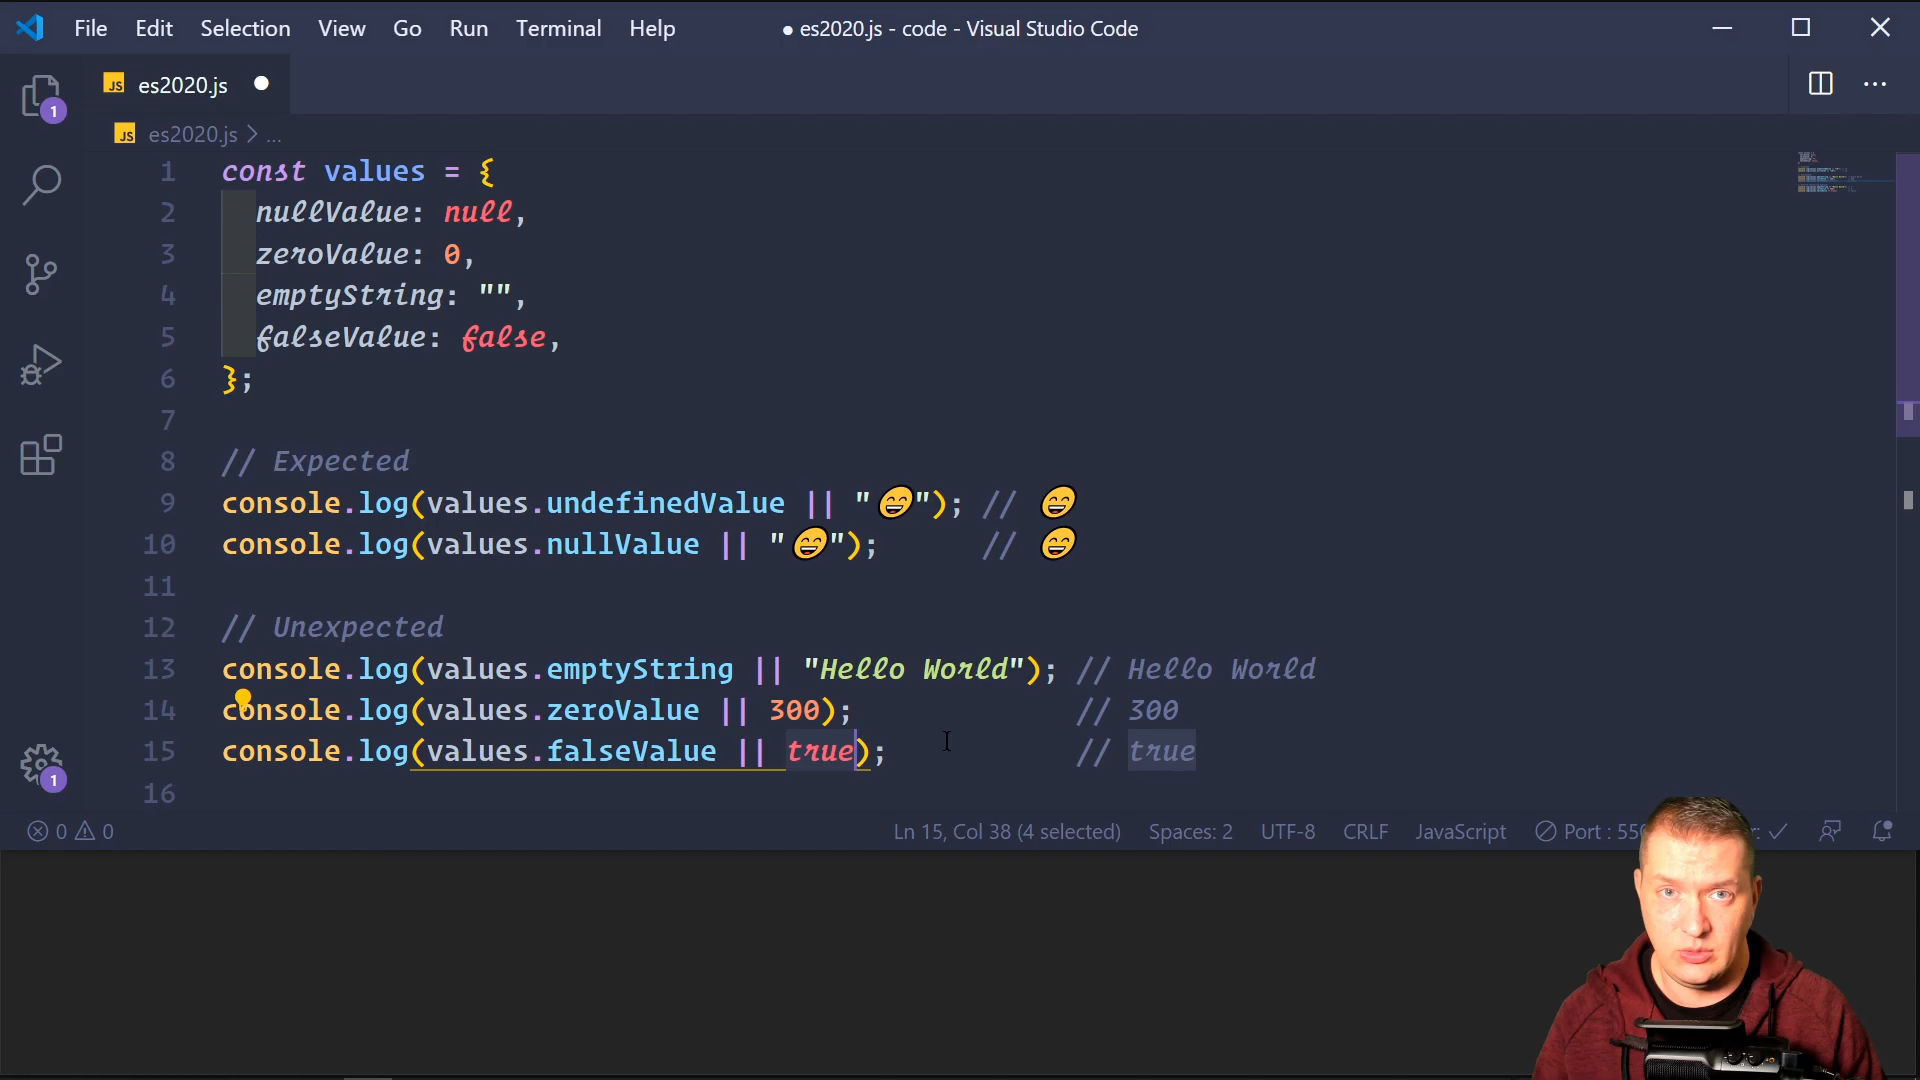 File Edit Selection View Go Run Terminal Help ● es2020.js - code - Visual Studio Code
JS es2020.js ●
1
JS es2020.js > ...
1 const values = {
2 nullValue: null,
3 zeroValue: 0,
4 emptyString: "",
5 falseValue: false,
6 };
7
8 // Expected
9 console.log(values.undefinedValue || "😄"); // 😄
10 console.log(values.nullValue || "😄"); // 😄
11
12 // Unexpected
13 console.log(values.emptyString || "Hello World"); // Hello World
14 console.log(values.zeroValue || 300); // 300
15 console.log(values.falseValue || true); // true
1
16
0 0 Ln 15, Col 38 (4 selected) Spaces: 2 UTF-8 CRLF JavaScript Port :